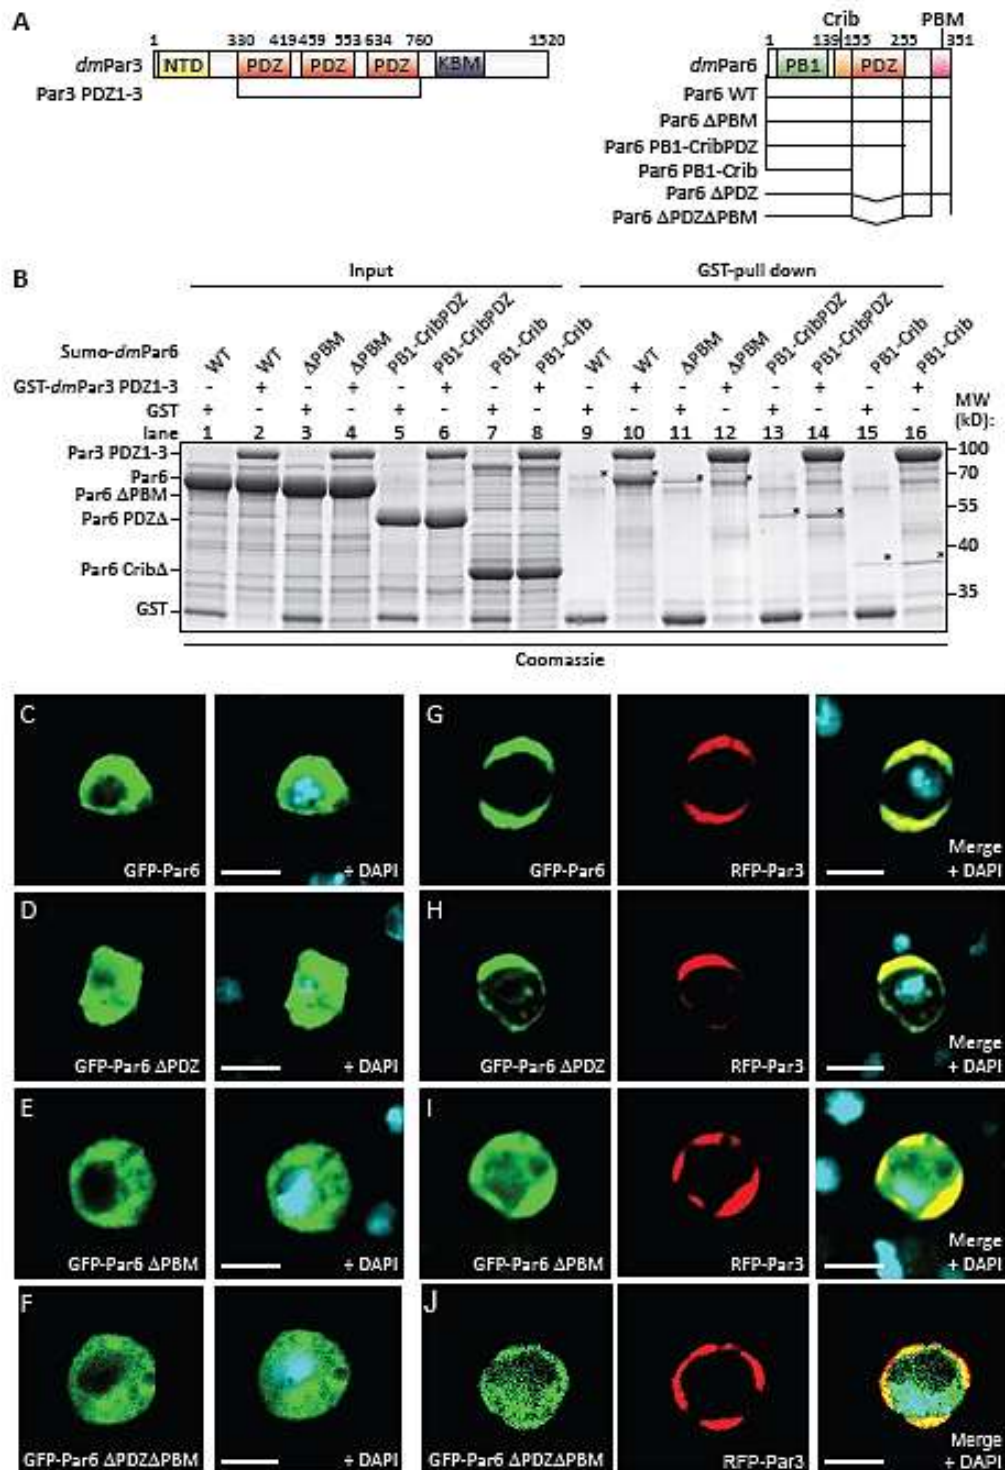 A
1 330 419 459 553 634 760 1520
dmPar3 NTD PDZ PDZ PDZ KBM
Par3 PDZ1-3
Crib PBM
1 139 155 255 351
dmPar6 PB1 PDZ
Par6 WT
Par6 ΔPBM
Par6 PB1-CribPDZ
Par6 PB1-Crib
Par6 ΔPDZ
Par6 ΔPDZΔPBM
B
Input GST-pull down
Sumo-dmPar6 WT WT ΔPBM ΔPBM PB1-CribPDZ PB1-CribPDZ PB1-Crib PB1-Crib WT WT ΔPBM ΔPBM PB1-CribPDZ PB1-CribPDZ PB1-Crib PB1-Crib
GST-dmPar3 PDZ1-3 - + - + - + - + - + - + - + - +
GST + - + - + - + - + - + - + - + -
MW (kD):
lane 1 2 3 4 5 6 7 8 9 10 11 12 13 14 15 16
Par3 PDZ1-3 100
Par6 70
Par6 ΔPBM
55
Par6 PDZΔ
40
Par6 CribΔ
35
GST
Coomassie
C GFP-Par6 + DAPI
G GFP-Par6 RFP-Par3 Merge + DAPI
D GFP-Par6 ΔPDZ + DAPI
H GFP-Par6 ΔPDZ RFP-Par3 Merge + DAPI
E GFP-Par6 ΔPBM + DAPI
I GFP-Par6 ΔPBM RFP-Par3 Merge + DAPI
F GFP-Par6 ΔPDZΔPBM + DAPI
J GFP-Par6 ΔPDZΔPBM RFP-Par3 Merge + DAPI